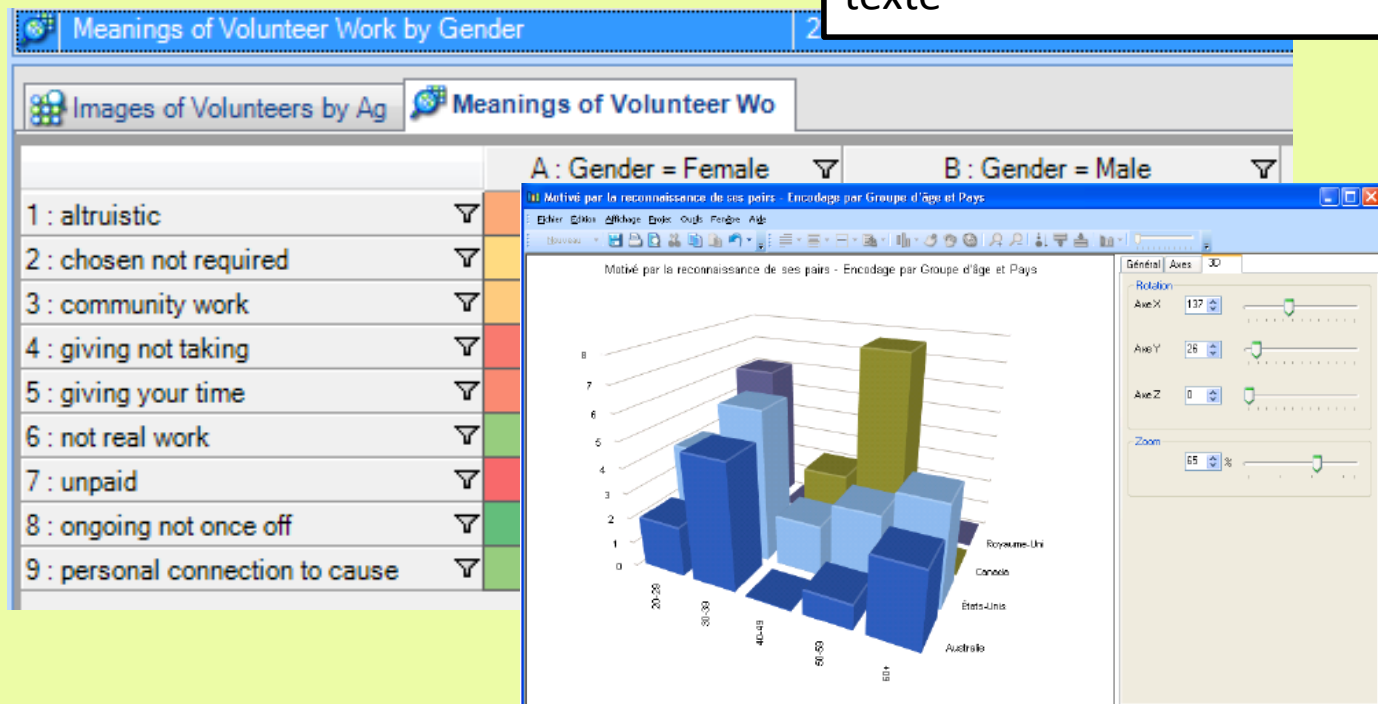 texte
Meanings of Volunteer Work by Gender 2
Images of Volunteers by Ag Meanings of Volunteer Wo
A : Gender = Female B : Gender = Male
1 : altruistic
2 : chosen not required
3 : community work
4 : giving not taking
5 : giving your time
6 : not real work
7 : unpaid
8 : ongoing not once off
9 : personal connection to cause
Motivé par la reconnaissance de ses pairs - Encodage par Groupe d'âge et Pays
Fichier Edition Affichage Projet Outils Fenêtre Aide
Nouveau
Motivé par la reconnaissance de ses pairs - Encodage par Groupe d'âge et Pays
8
7
6
5
4
3
2
1
0
20-29
30-39
40-49
50-59
60+
Royaume-Uni
Canada
États-Unis
Australie
Général Axes 3D
Rotation
Axe X 137
Axe Y 26
Axe Z 0
Zoom
65 %